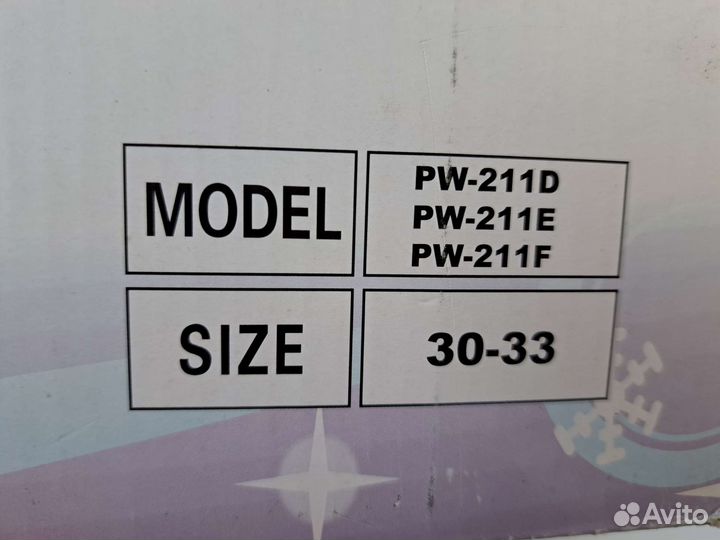 MODEL
PW-211D
PW-211E
PW-211F
SIZE
30-33
Avito